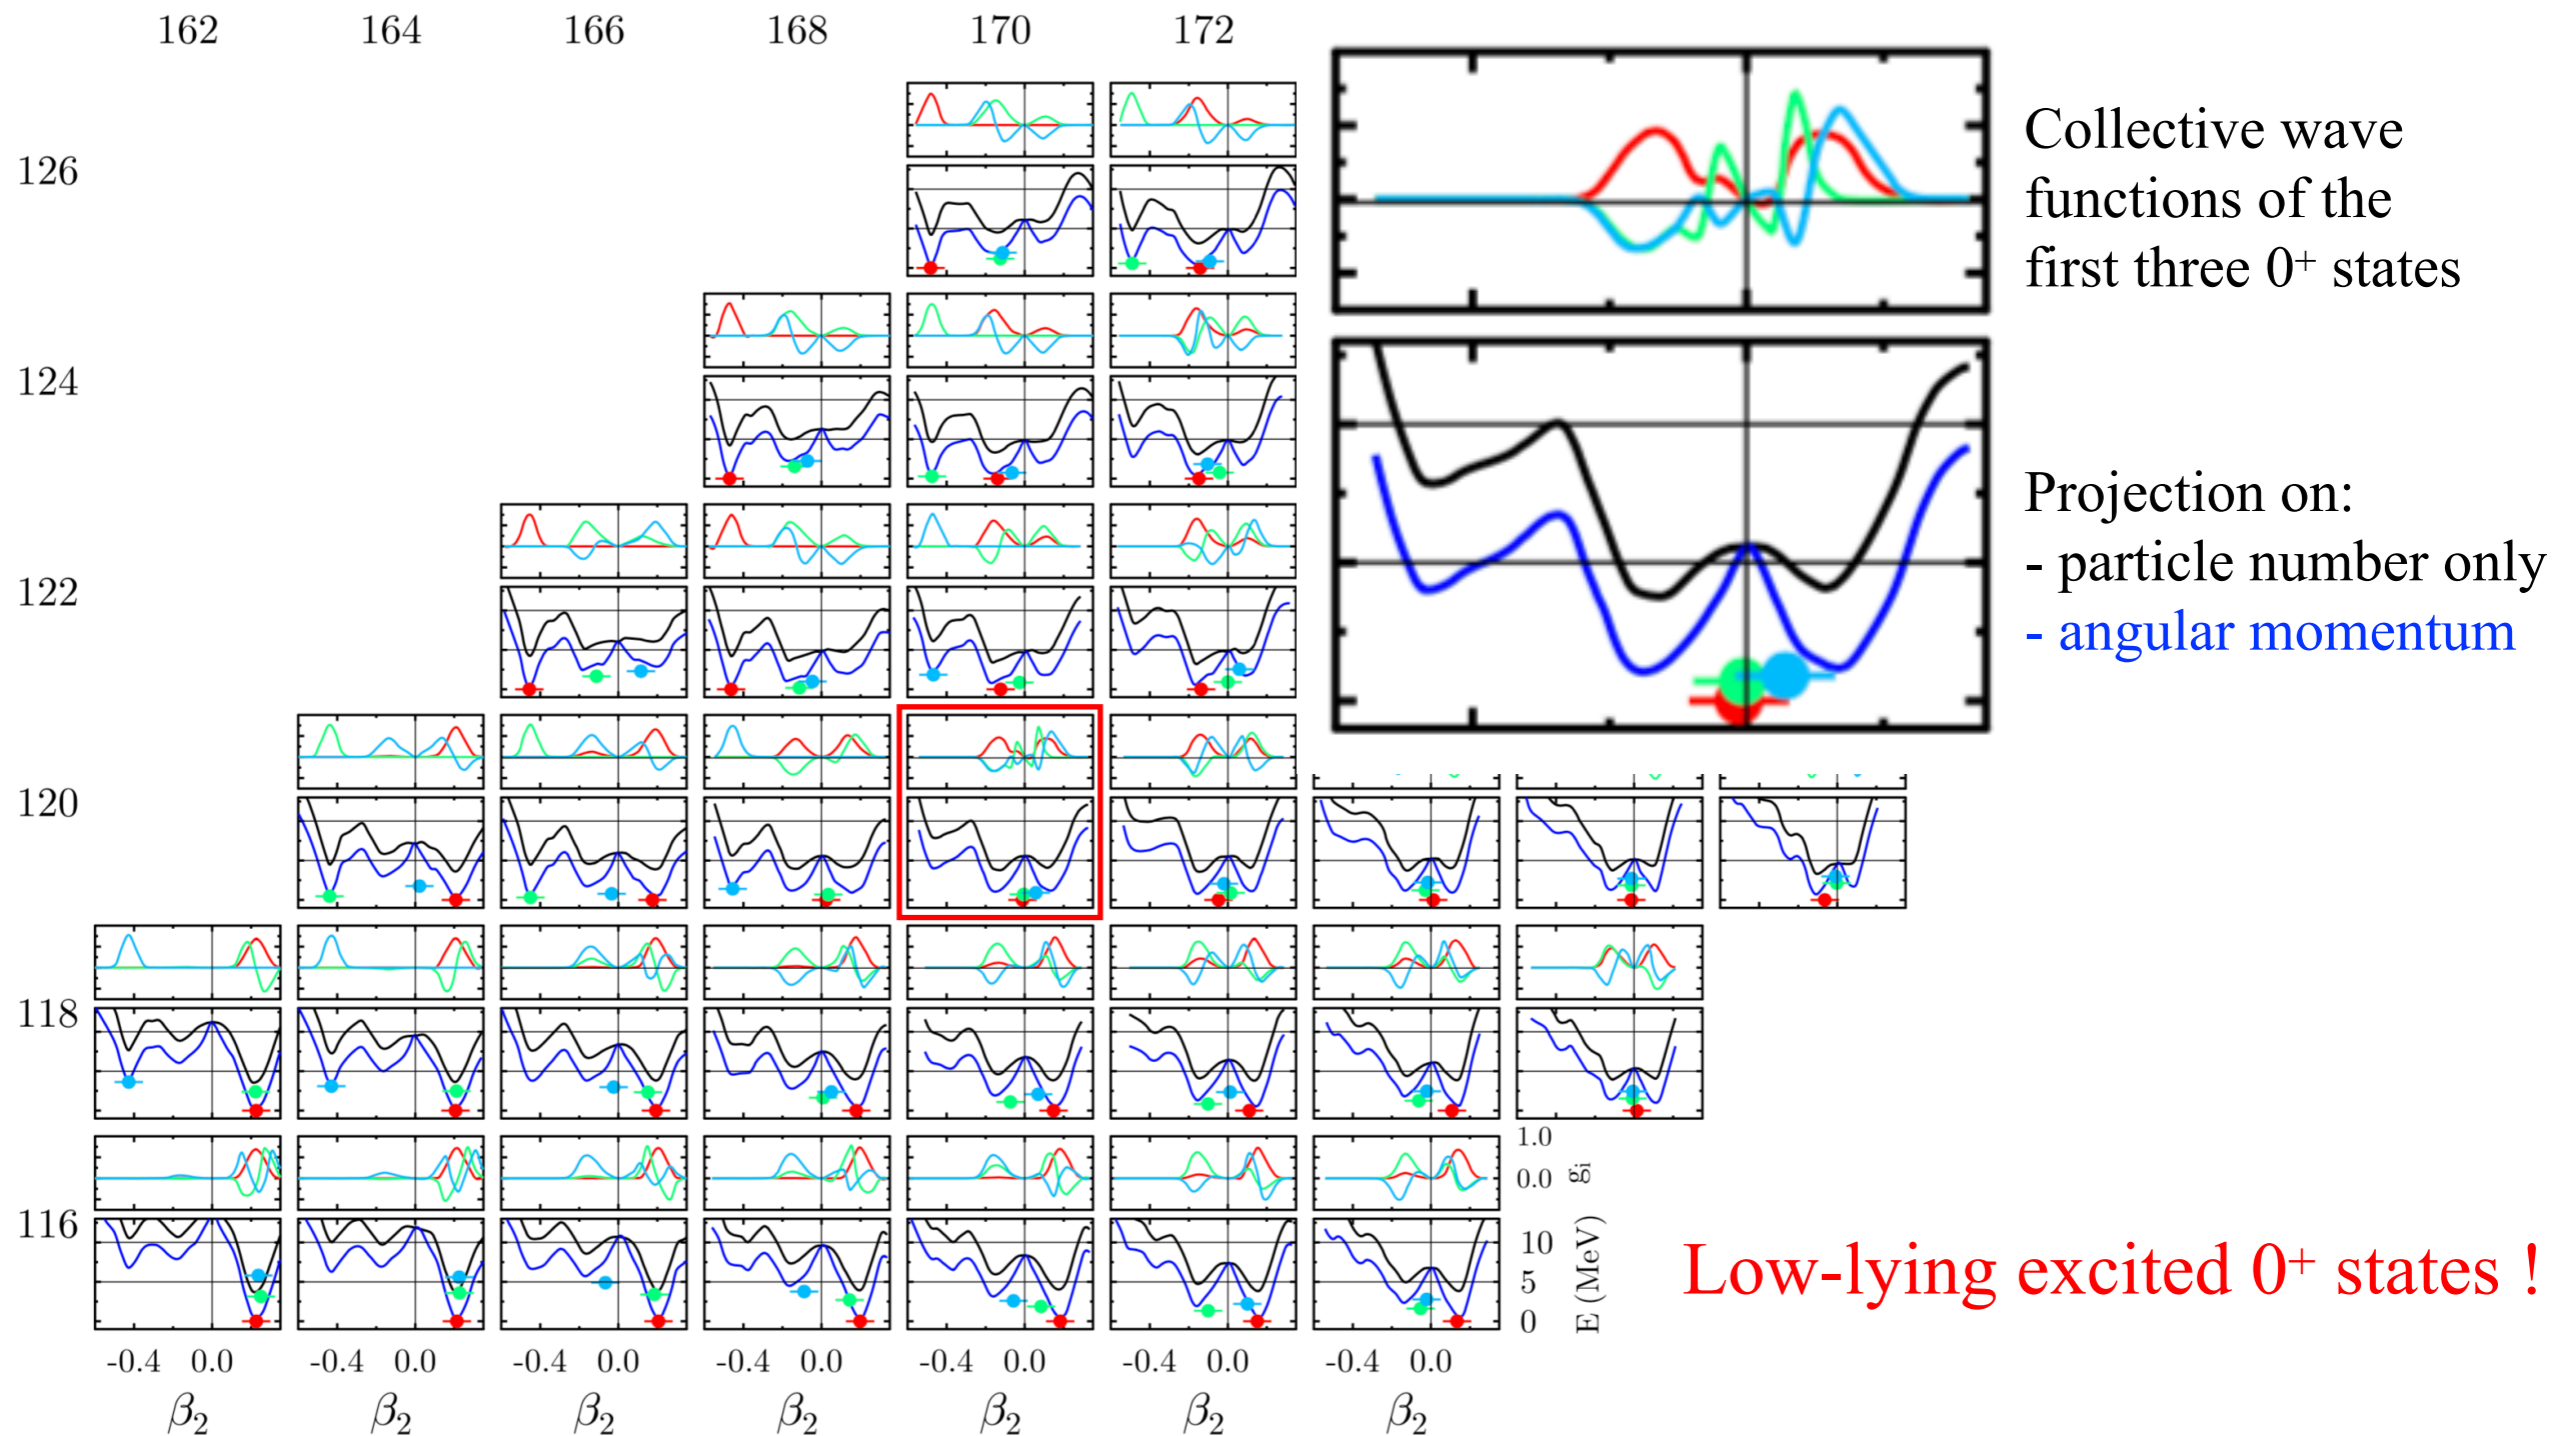 162 164 166 168 170 172
126
124
122
120
118
116
Collective wave
functions of the
first three 0⁺ states
Projection on:
- particle number only
- angular momentum
1.0
0.0
gᵢ
10
5
0
E (MeV)
Low-lying excited 0⁺ states !
-0.4 0.0 -0.4 0.0 -0.4 0.0 -0.4 0.0 -0.4 0.0 -0.4 0.0 -0.4 0.0
β₂ β₂ β₂ β₂ β₂ β₂ β₂